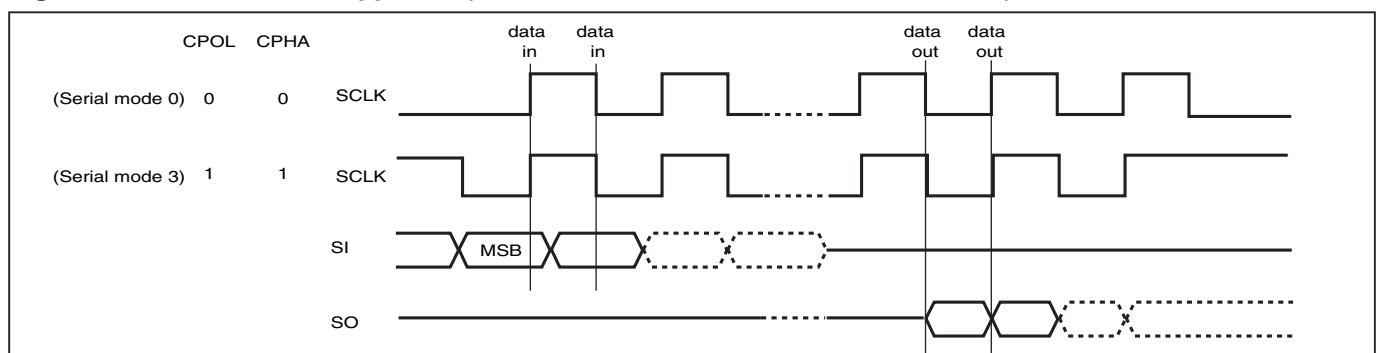 data in data in data out data out
CPOL CPHA
(Serial mode 0) 0 0 SCLK
(Serial mode 3) 1 1 SCLK
SI MSB
SO